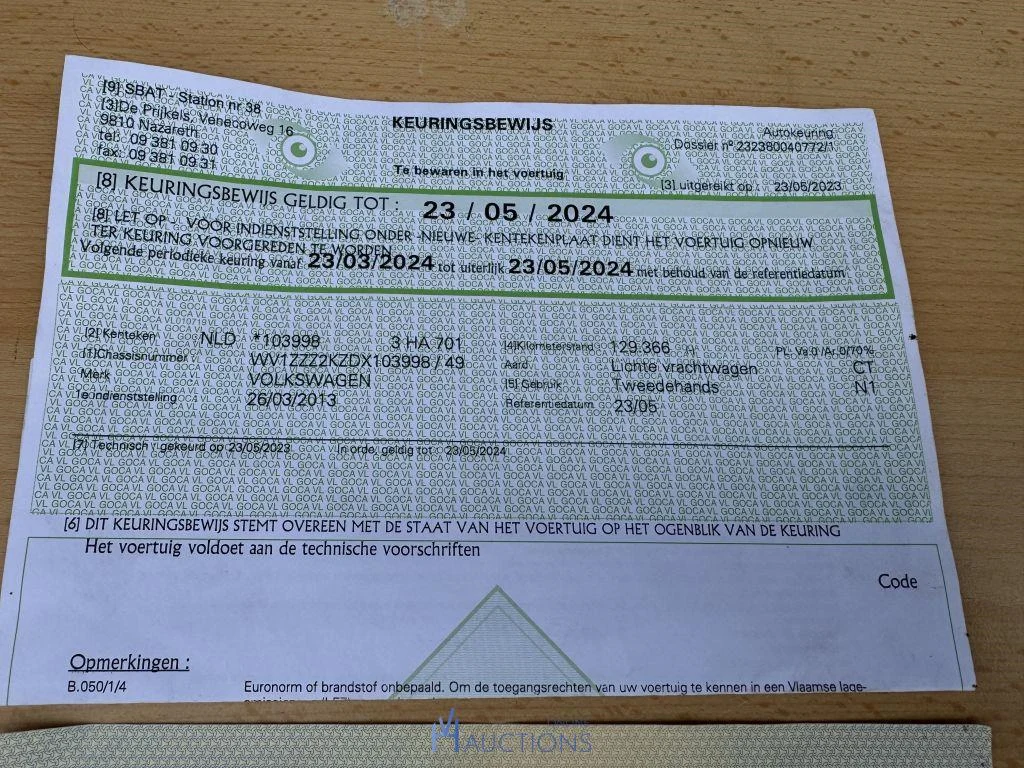 [9] SBAT - Station nr 38
[3]De Prijkels, Venecoweg 16
9810 Nazareth
tel: 09 381 09 30
fax: 09 381 09 31
KEURINGSBEWIJS
Te bewaren in het voertuig
Autokeuring
Dossier nº 232380040772/1
[3] uitgereikt op : 23/05/2023
[8] KEURINGSBEWIJS GELDIG TOT : 23 / 05 / 2024
[8] LET OP - VOOR INDIENSTSTELLING ONDER -NIEUWE- KENTEKENPLAAT DIENT HET VOERTUIG OPNIEUW
TER KEURING VOORGEREDEN TE WORDEN
Volgende periodieke keuring vanaf 23/03/2024 tot uiterlijk 23/05/2024 met behoud van de referentiedatum
[2] Kenteken NLD *103998 3 HA 701
[1]Chassisnummer WV1ZZZ2KZDX103998 / 49
Merk VOLKSWAGEN
1e indienststelling 26/03/2013
[4]Kilometerstand : 129.366 PL. Va:0 /Ar:0/70%
Aard Lichte vrachtwagen CT
[5] Gebruik Tweedehands N1
Referentiedatum 23/05
[7] Technisch : gekeurd op 23/05/2023 In orde, geldig tot : 23/05/2024
[6] DIT KEURINGSBEWIJS STEMT OVEREEN MET DE STAAT VAN HET VOERTUIG OP HET OGENBLIK VAN DE KEURING
Het voertuig voldoet aan de technische voorschriften
Code
Opmerkingen :
B.050/1/4 Euronorm of brandstof onbepaald. Om de toegangsrechten van uw voertuig te kennen in een Vlaamse lage-
AUCTIONS